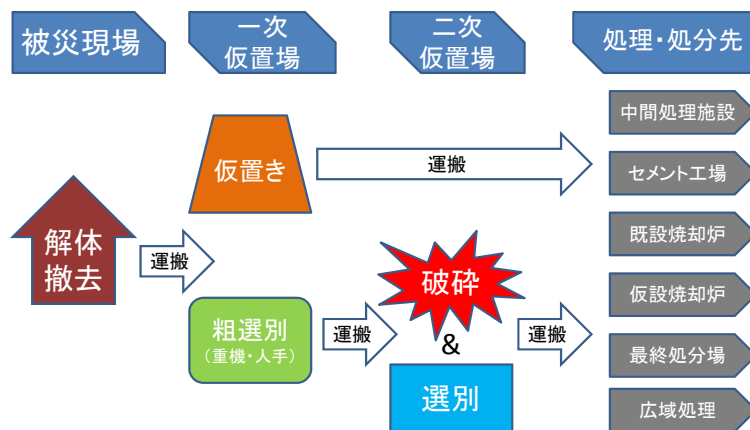 被災現場
一次
仮置場
二次
仮置場
処理・処分先
仮置き
運搬
解体
撤去
運搬
粗選別
(重機・人手)
運搬
破砕
&
選別
運搬
中間処理施設
セメント工場
既設焼却炉
仮設焼却炉
最終処分場
広域処理